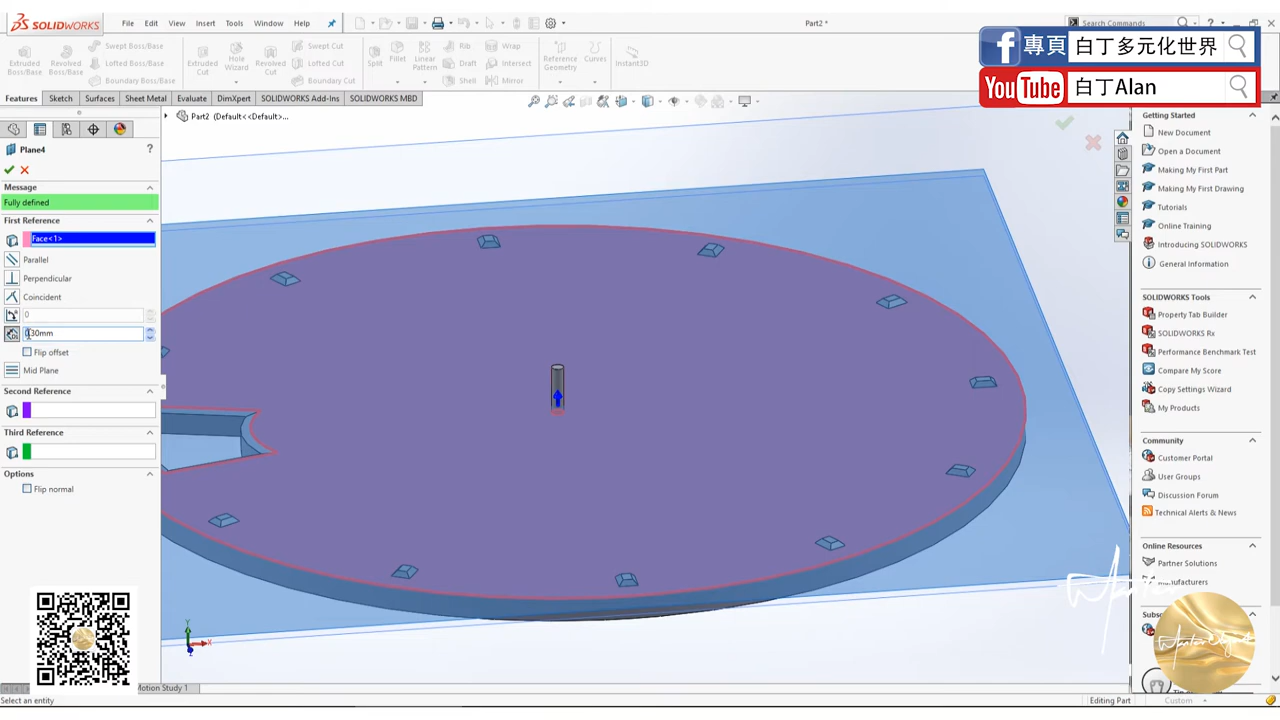 SOLIDWORKS
File Edit View Insert Tools Window Help
Part2 *
Search Commands
Extruded Boss/Base
Revolved Boss/Base
Swept Boss/Base
Lofted Boss/Base
Boundary Boss/Base
Extruded Cut
Hole Wizard
Revolved Cut
Swept Cut
Lofted Cut
Boundary Cut
Split
Fillet
Linear Pattern
Rib
Draft
Shell
Wrap
Intersect
Mirror
Reference Geometry
Curves
Instant3D
專頁 白丁多元化世界
YouTube 白丁Alan
Features Sketch Surfaces Sheet Metal Evaluate DimXpert SOLIDWORKS Add-Ins SOLIDWORKS MBD
Part2 (Default<<Default>...
Plane4
Message
Fully defined
First Reference
Face<1>
Parallel
Perpendicular
Coincident
0
30mm
Flip offset
Mid Plane
Second Reference
Third Reference
Options
Flip normal
Y
X
Z
Getting Started
New Document
Open a Document
Making My First Part
Making My First Drawing
Tutorials
Online Training
Introducing SOLIDWORKS
General Information
SOLIDWORKS Tools
Property Tab Builder
SOLIDWORKS Rx
Performance Benchmark Test
Compare My Score
Copy Settings Wizard
My Products
Community
Customer Portal
User Groups
Discussion Forum
Technical Alerts & News
Online Resources
Partner Solutions
Manufacturers
Motion Study 1
Select an entity
Editing Part
Custom